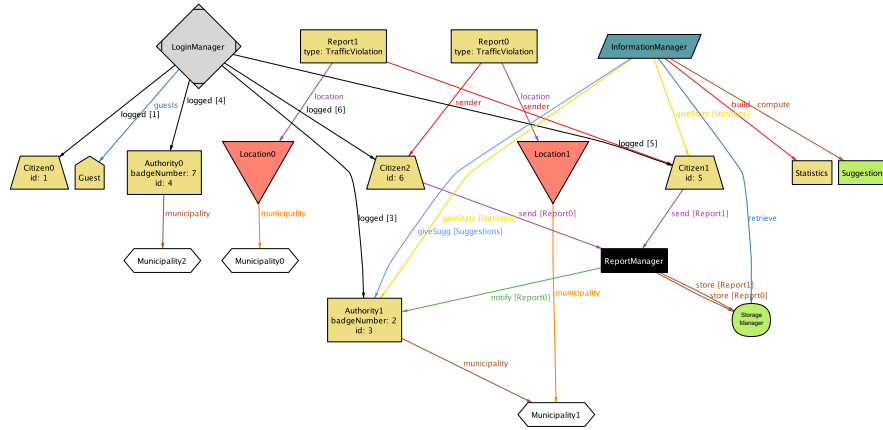 Report1
type: TrafficViolation
Report0
type: TrafficViolation
LoginManager
InformationManager
location
location
logged [4]
guests
logged [1]
logged [6]
sender
sender
giveStats [Statistics]
build
compute
logged [5]
Citizen0
id: 1
Guest
Authority0
badgeNumber: 7
id: 4
Location0
Citizen2
id: 6
Location1
Citizen1
id: 5
Statistics
Suggestion
municipality
municipality
logged [3]
giveStats [Statistics]
giveSugg [Suggestions]
send [Report0]
send [Report1]
retrieve
Municipality2
Municipality0
ReportManager
notify [Report0]
municipality
store [Report1]
store [Report0]
Authority1
badgeNumber: 2
id: 3
Storage
Manager
municipality
Municipality1